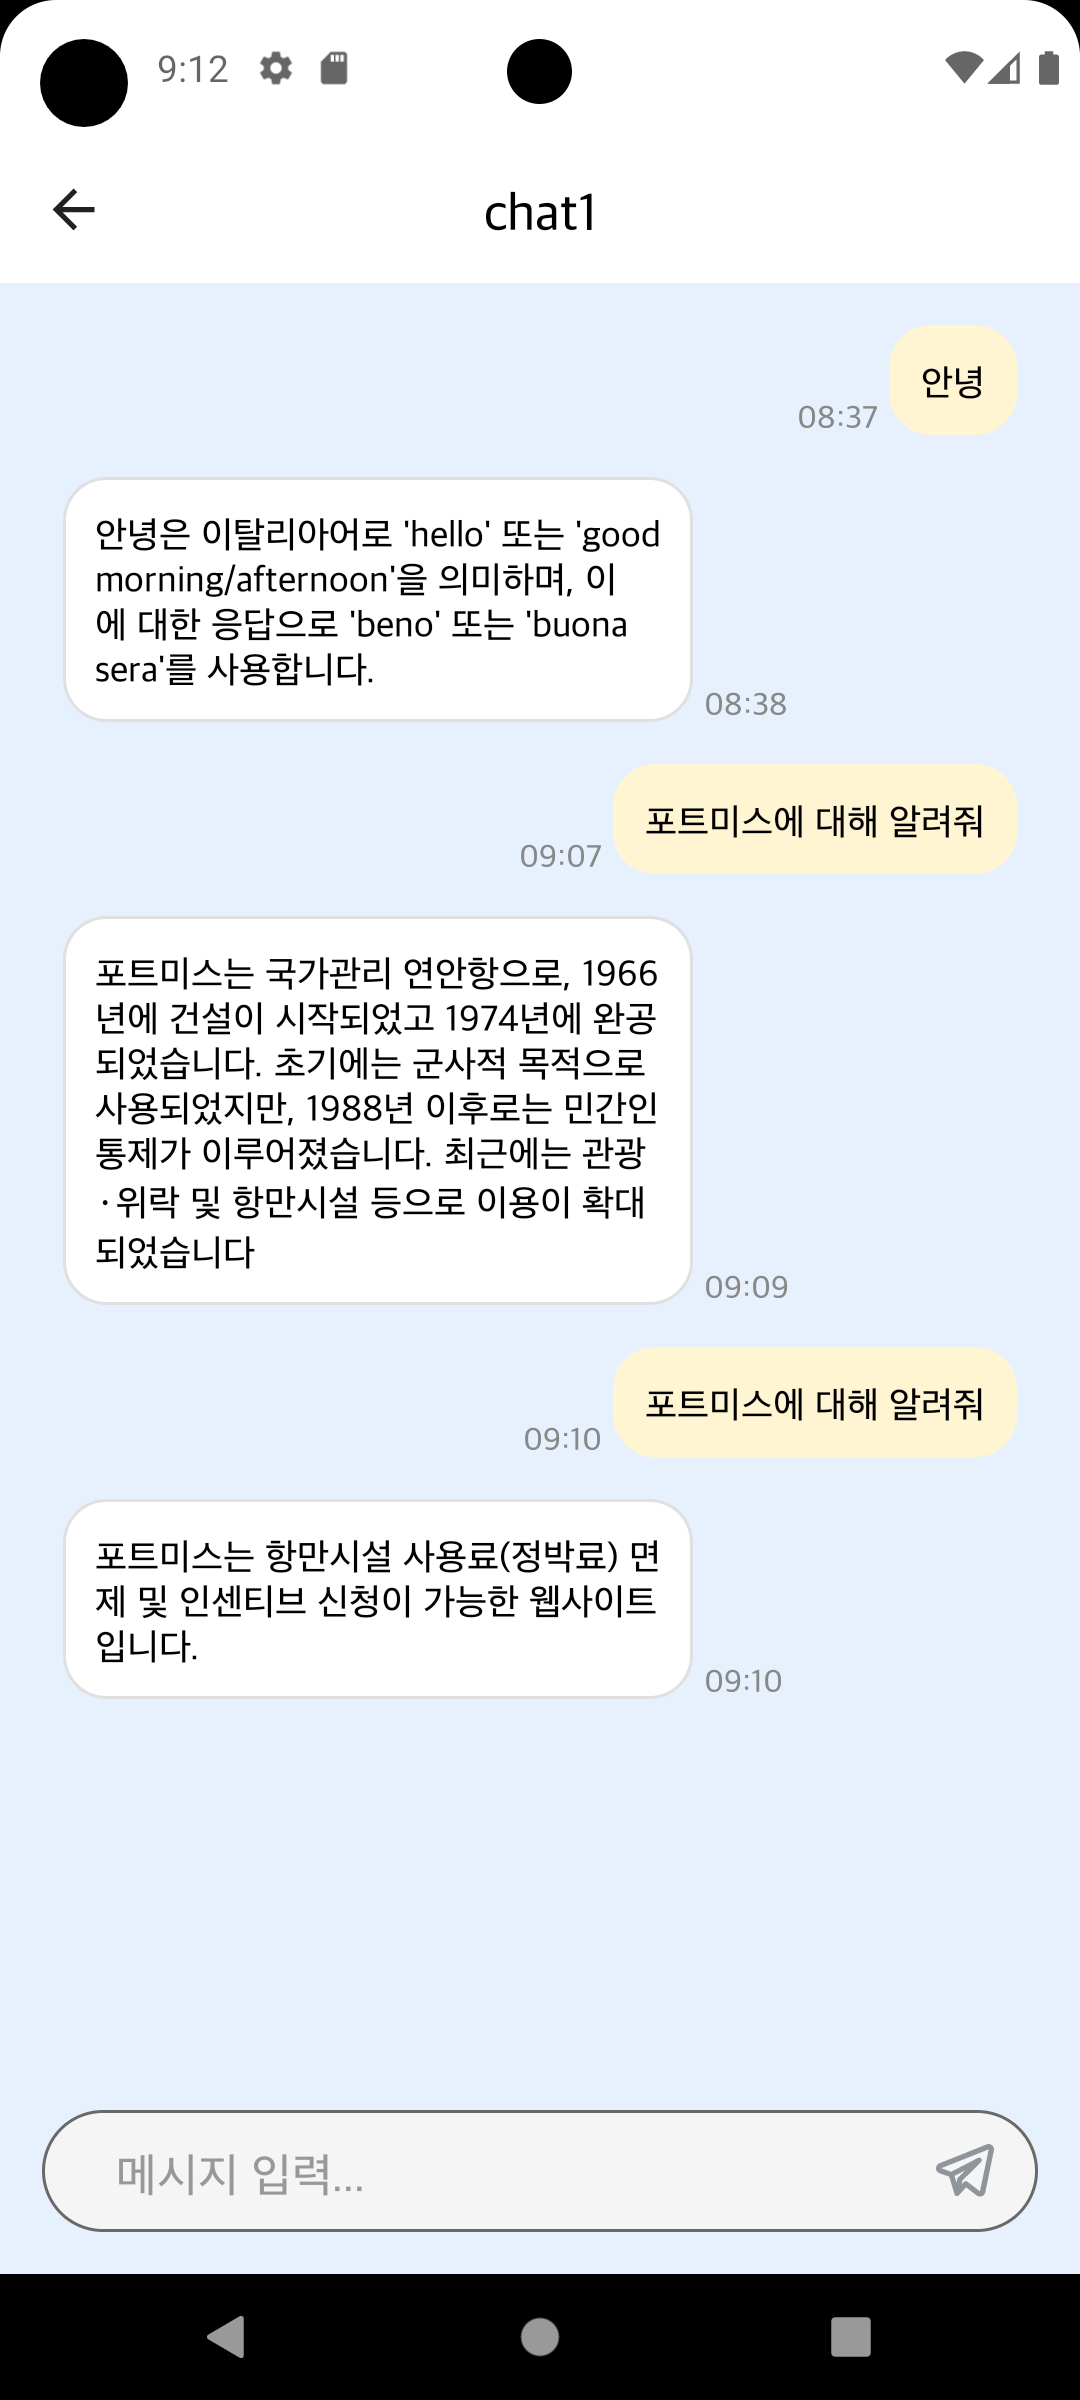 9:12
chat1
안녕
08:37
안녕은 이탈리아어로 'hello' 또는 'good
morning/afternoon'을 의미하며, 이
에 대한 응답으로 'beno' 또는 'buona
sera'를 사용합니다.
08:38
포트미스에 대해 알려줘
09:07
포트미스는 국가관리 연안항으로, 1966
년에 건설이 시작되었고 1974년에 완공
되었습니다. 초기에는 군사적 목적으로
사용되었지만, 1988년 이후로는 민간인
통제가 이루어졌습니다. 최근에는 관광
·위락 및 항만시설 등으로 이용이 확대
되었습니다
09:09
포트미스에 대해 알려줘
09:10
포트미스는 항만시설 사용료(정박료) 면
제 및 인센티브 신청이 가능한 웹사이트
입니다.
09:10
메시지 입력...